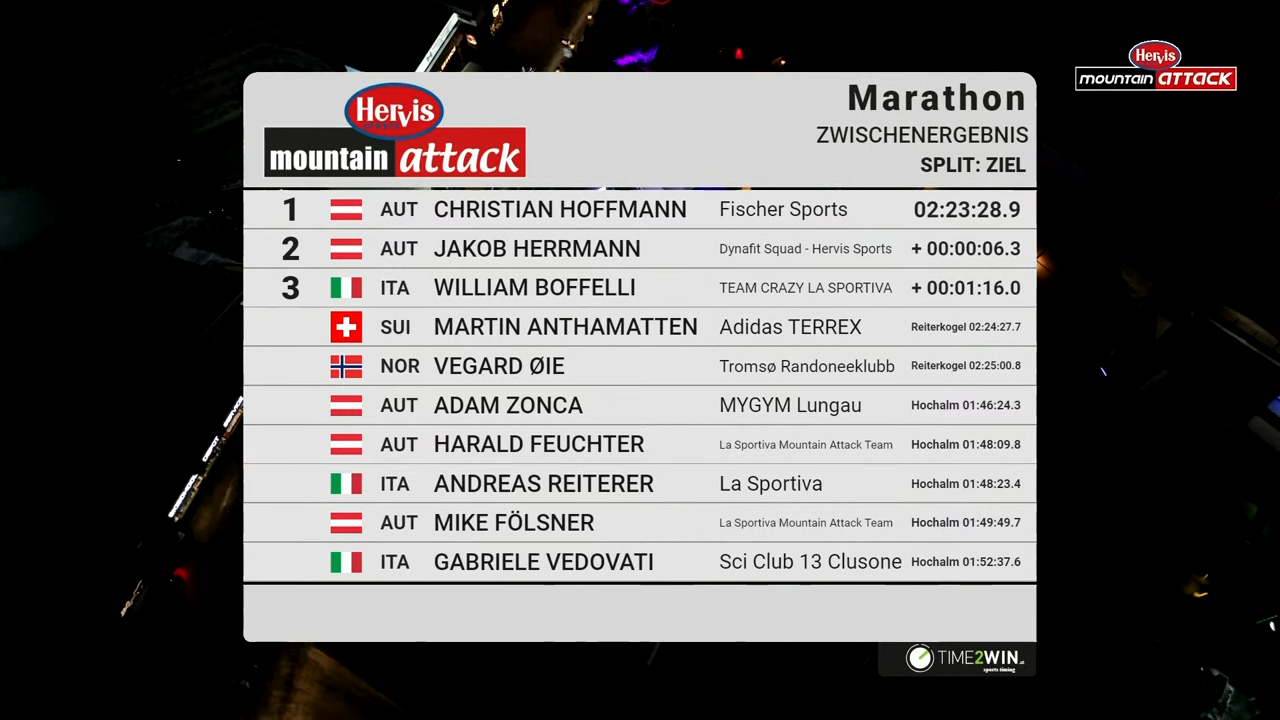 Hervis
mountain attack
Hervis
SPORTS
mountain attack
Marathon
ZWISCHENERGEBNIS
SPLIT: ZIEL
1 AUT CHRISTIAN HOFFMANN Fischer Sports 02:23:28.9
2 AUT JAKOB HERRMANN Dynafit Squad - Hervis Sports + 00:00:06.3
3 ITA WILLIAM BOFFELLI TEAM CRAZY LA SPORTIVA + 00:01:16.0
SUI MARTIN ANTHAMATTEN Adidas TERREX Reiterkogel 02:24:27.7
NOR VEGARD ØIE Tromsø Randoneeklubb Reiterkogel 02:25:00.8
AUT ADAM ZONCA MYGYM Lungau Hochalm 01:46:24.3
AUT HARALD FEUCHTER La Sportiva Mountain Attack Team Hochalm 01:48:09.8
ITA ANDREAS REITERER La Sportiva Hochalm 01:48:23.4
AUT MIKE FÖLSNER La Sportiva Mountain Attack Team Hochalm 01:49:49.7
ITA GABRIELE VEDOVATI Sci Club 13 Clusone Hochalm 01:52:37.6
TIME2WIN.at
sports timing